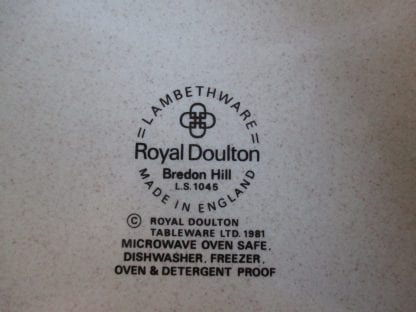 = LAMBETHWARE =
Royal Doulton
Bredon Hill
L.S.1045
MADE IN ENGLAND
© ROYAL DOULTON
TABLEWARE LTD. 1981
MICROWAVE OVEN SAFE.
DISHWASHER, FREEZER,
OVEN & DETERGENT PROOF